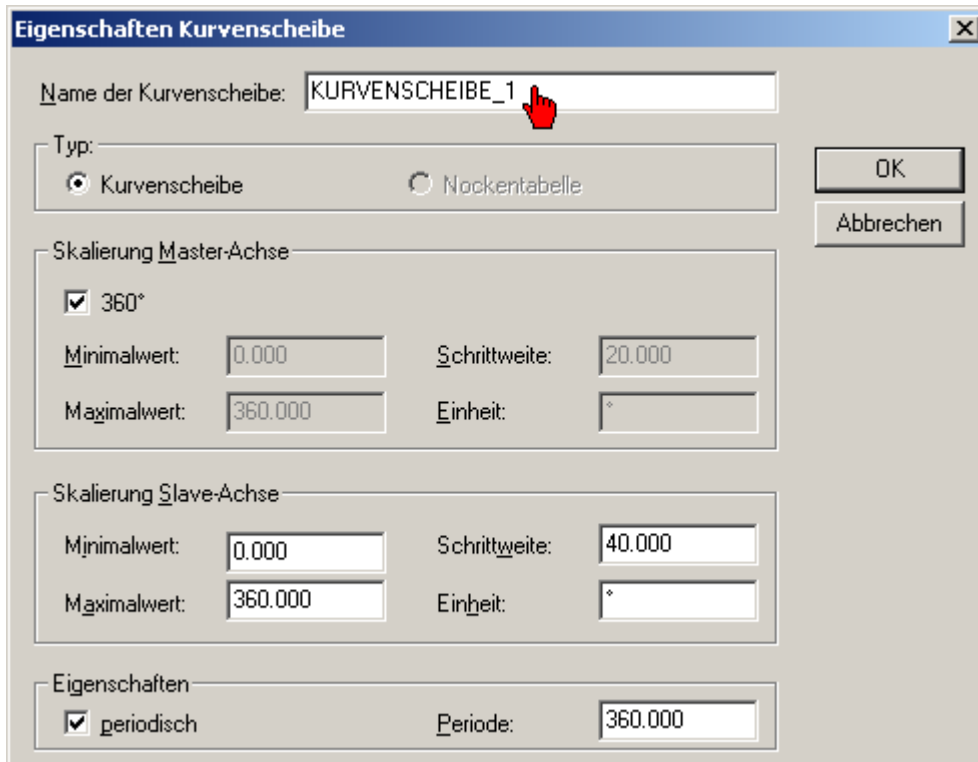 Eigenschaften Kurvenscheibe
Name der Kurvenscheibe: KURVENSCHEIBE_1
Typ:
Kurvenscheibe Nockentabelle
OK
Abbrechen
Skalierung Master-Achse
360°
Minimalwert: 0.000 Schrittweite: 20.000
Maximalwert: 360.000 Einheit: °
Skalierung Slave-Achse
Minimalwert: 0.000 Schrittweite: 40.000
Maximalwert: 360.000 Einheit: °
Eigenschaften
periodisch Periode: 360.000